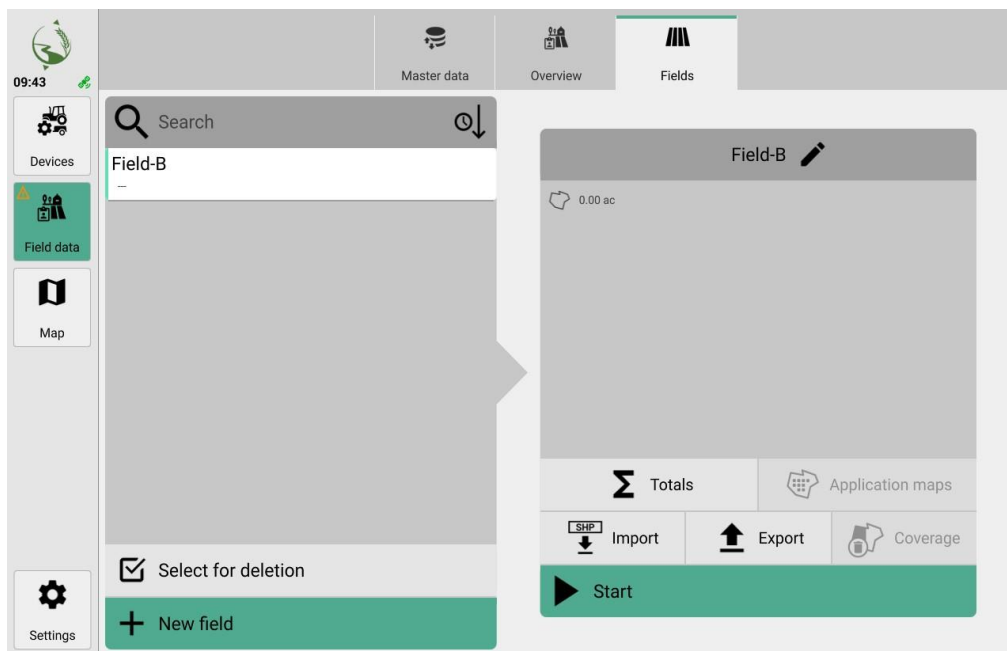 Master data
Overview
Fields
09:43
Devices
Field data
Map
Settings
Search
Field-B
—
Select for deletion
New field
Field-B
0.00 ac
Totals
Application maps
SHP
Import
Export
Coverage
Start